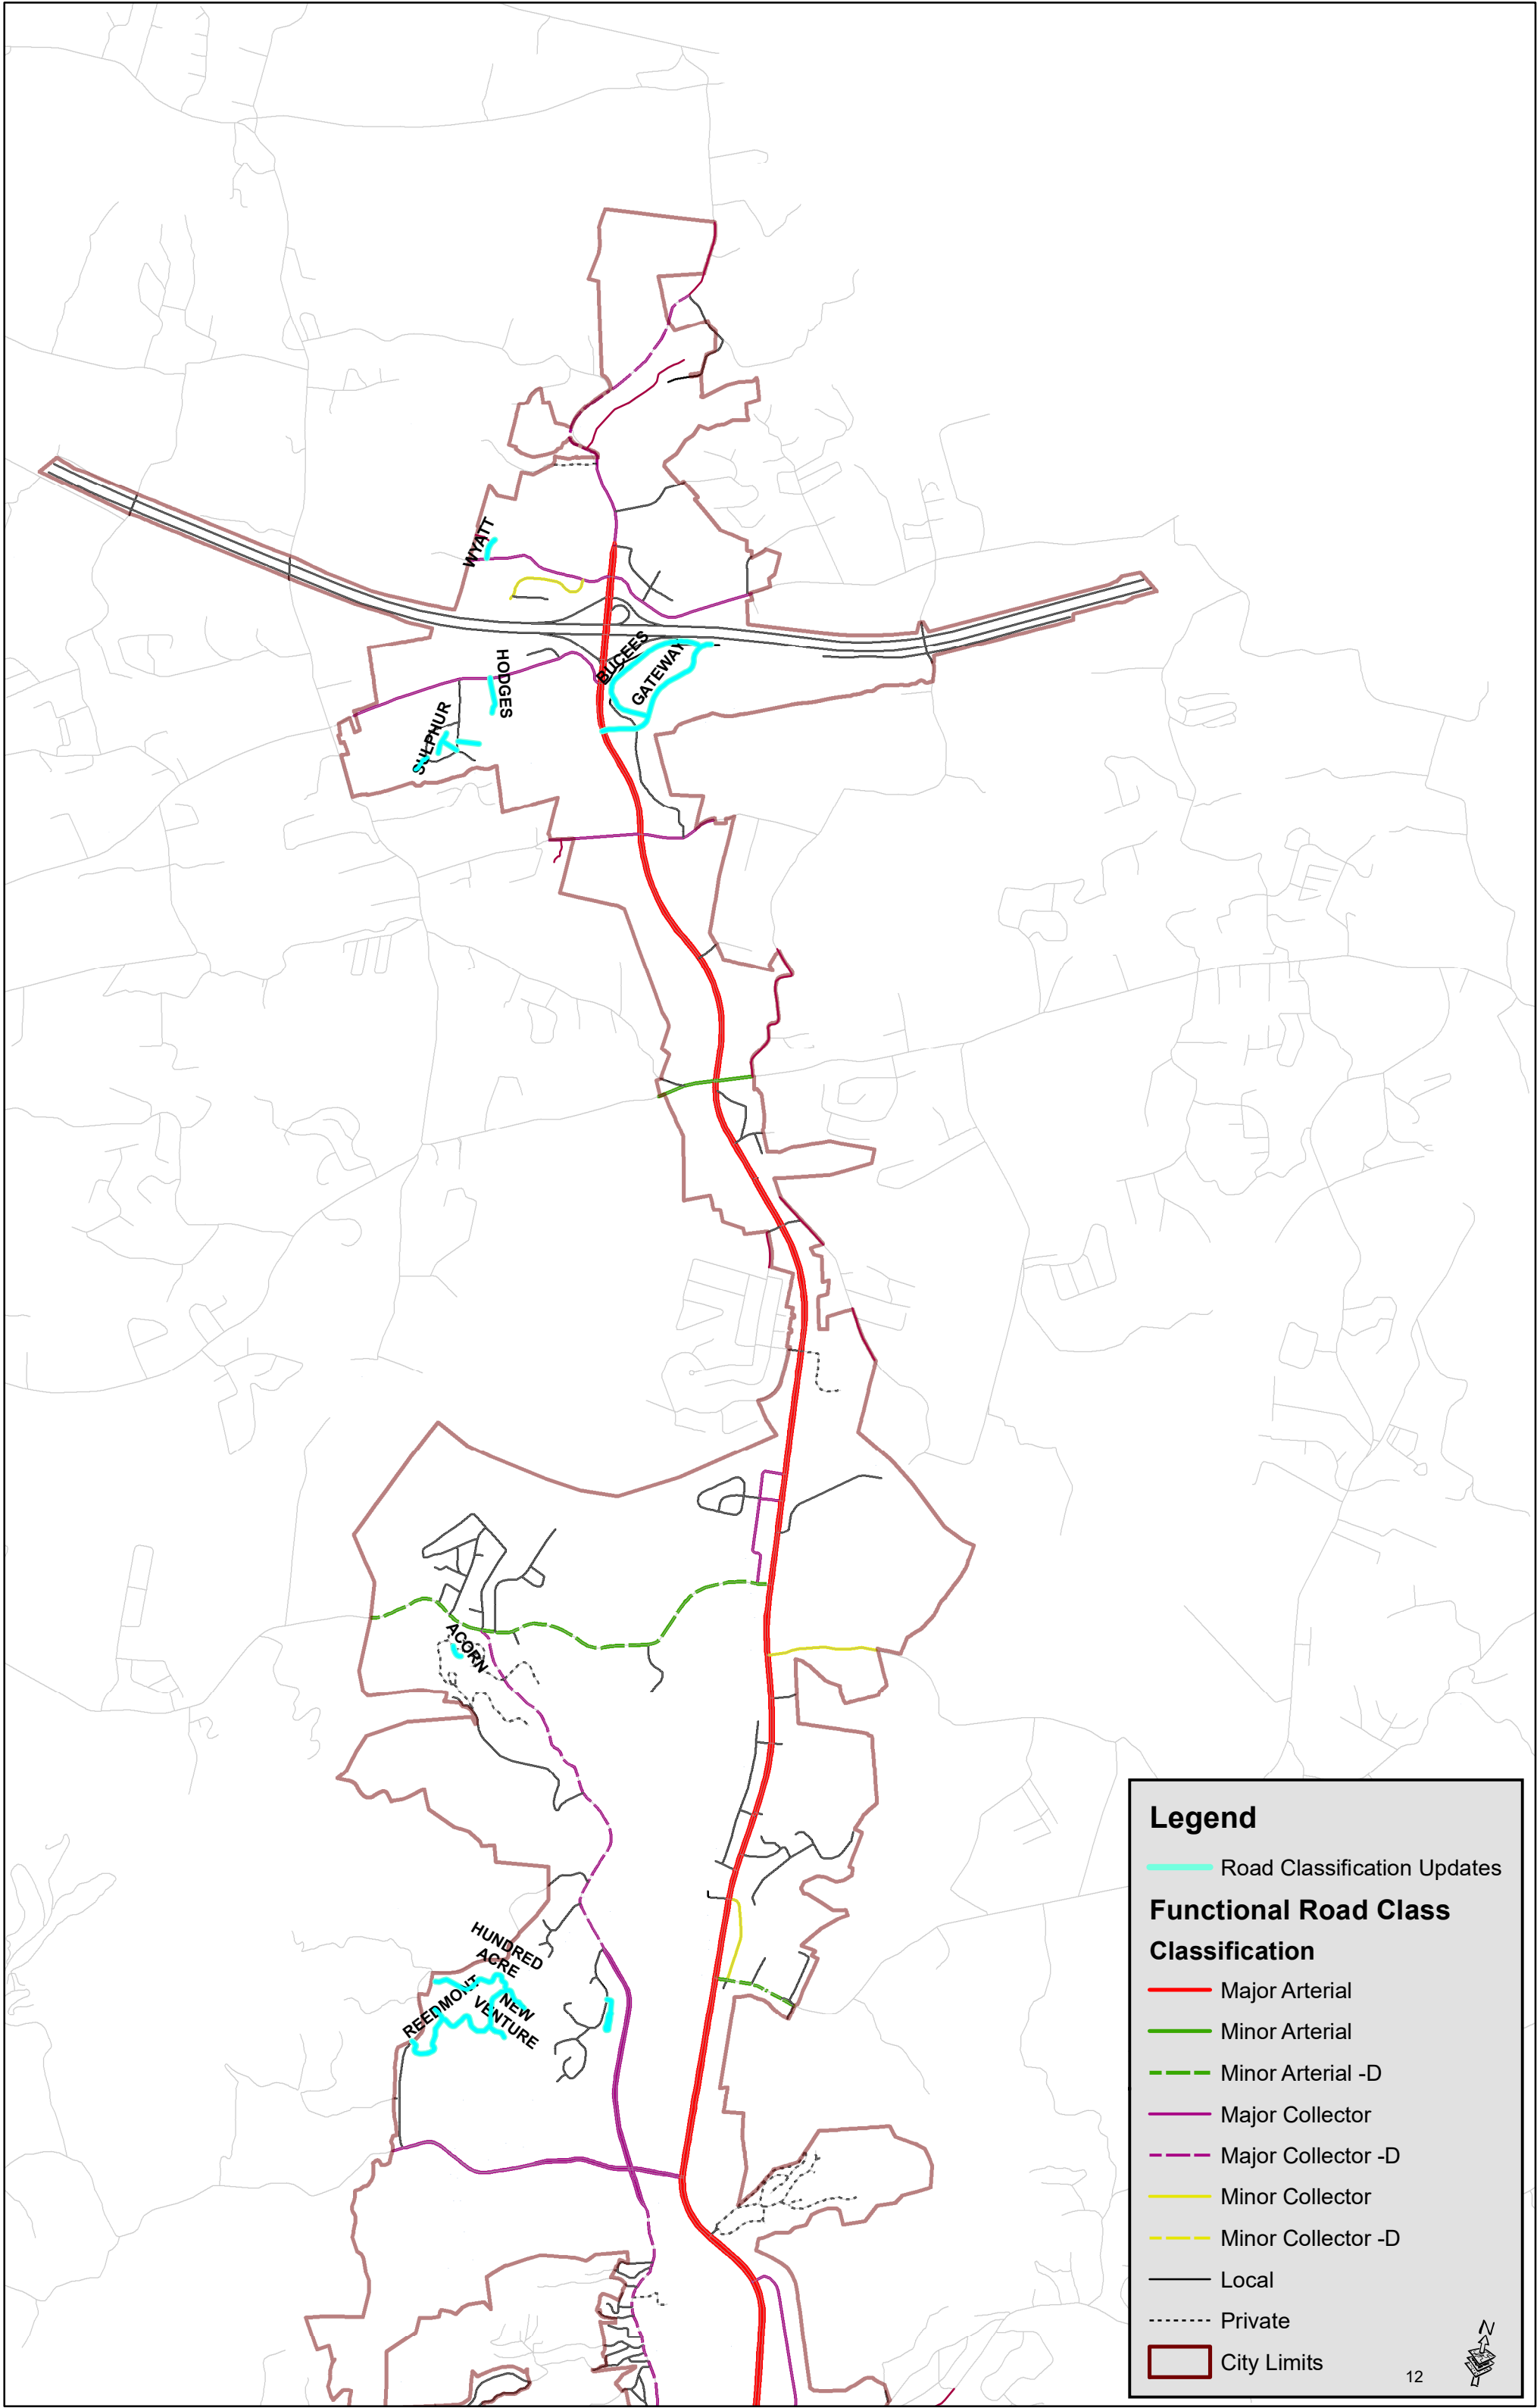 WYATT
HODGES
BUCEES
GATEWAY
SULPHUR
ACORN
HUNDRED
ACRE
REEDMONT
NEW
VENTURE
Legend
Road Classification Updates
Functional Road Class
Classification
Major Arterial
Minor Arterial
Minor Arterial -D
Major Collector
Major Collector -D
Minor Collector
Minor Collector -D
Local
Private
City Limits
N
12